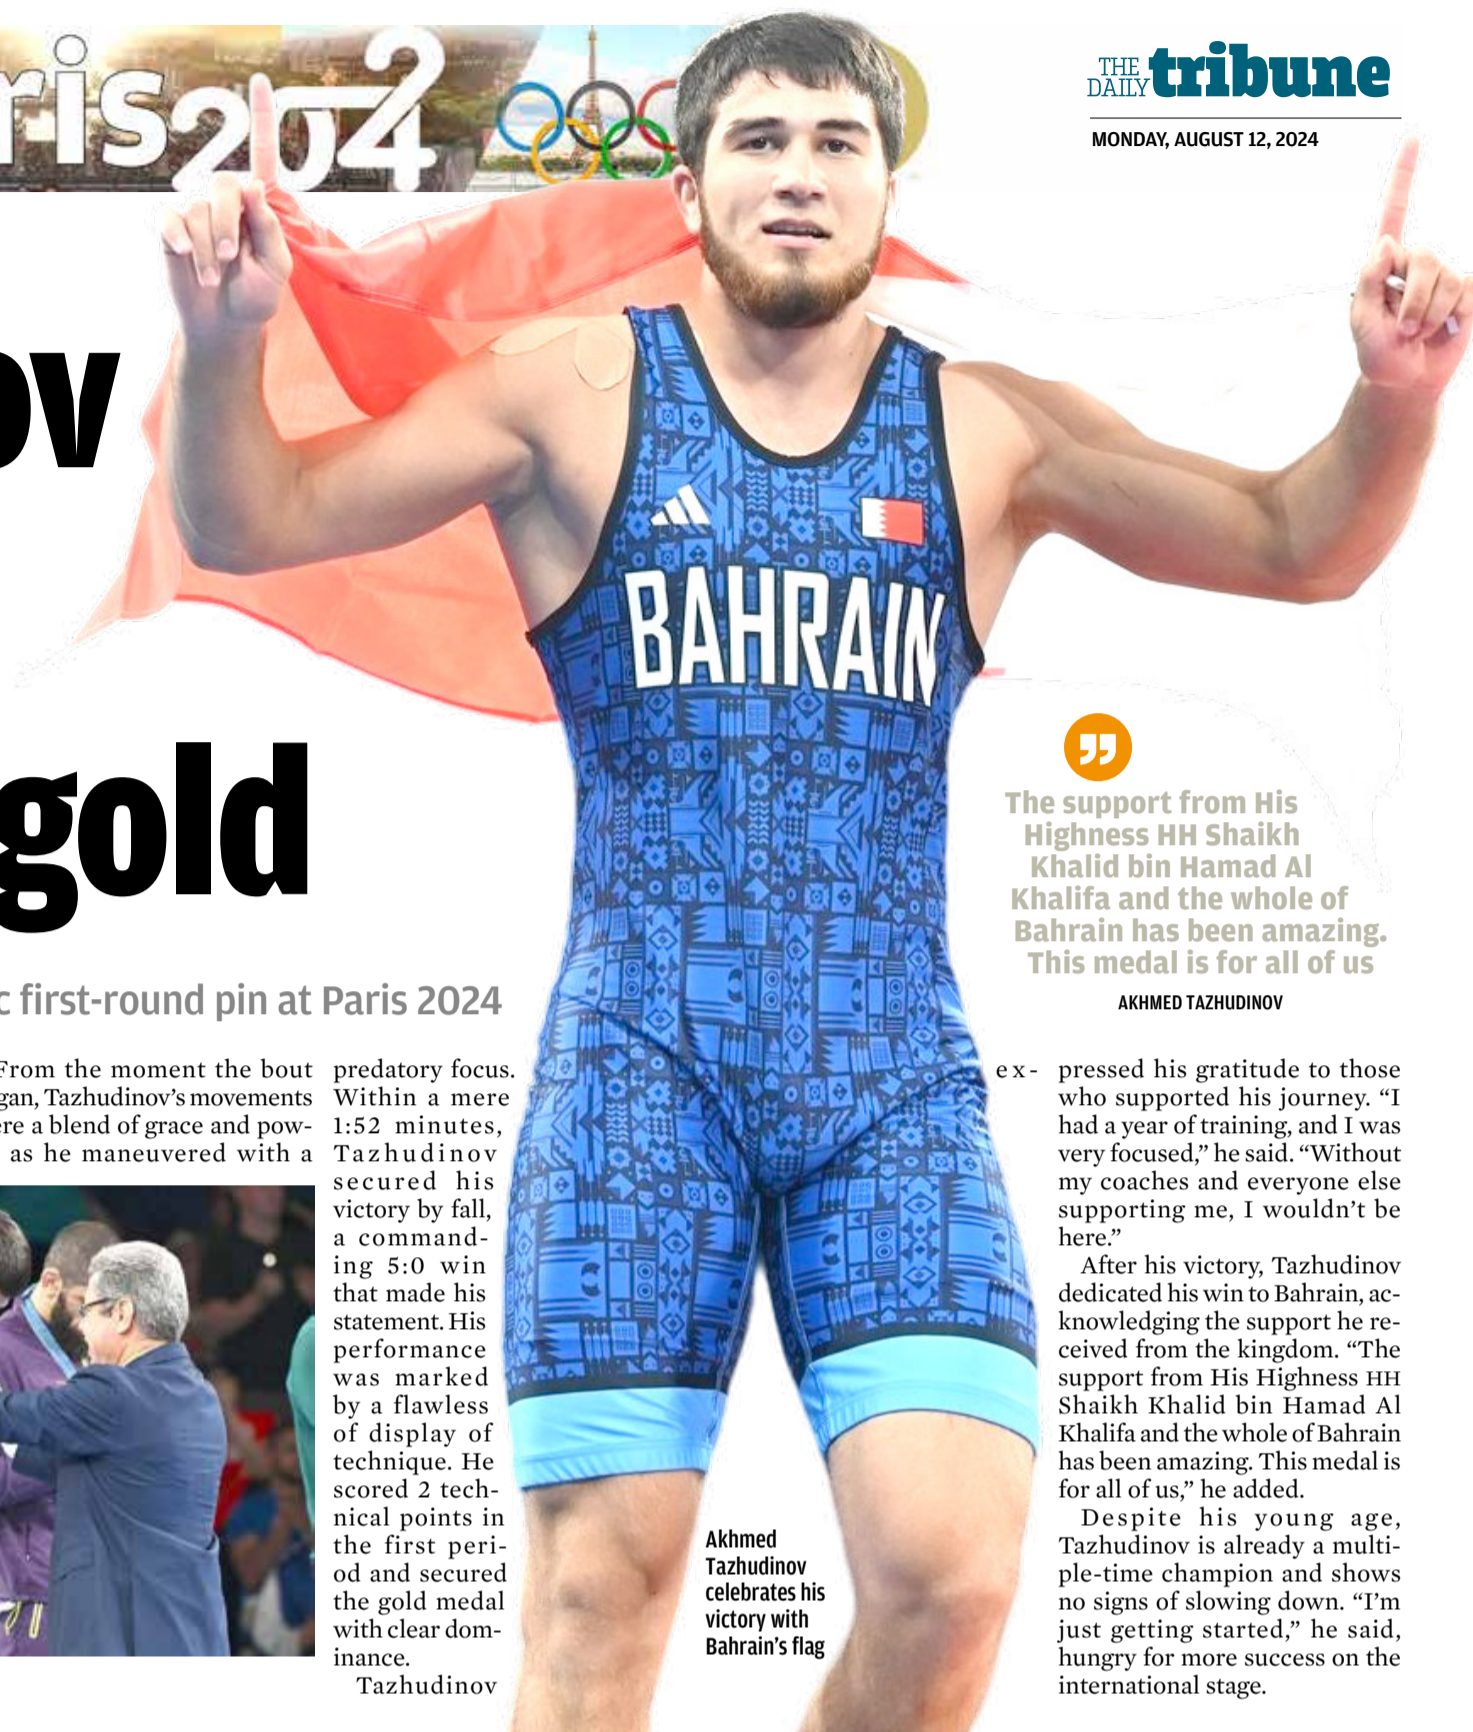 ris2024
THE DAILY tribune
MONDAY, AUGUST 12, 2024
ov
gold
BAHRAIN
The support from His
Highness HH Shaikh
Khalid bin Hamad Al
Khalifa and the whole of
Bahrain has been amazing.
This medal is for all of us
AKHMED TAZHUDINOV
c first-round pin at Paris 2024
From the moment the bout
gan, Tazhudinov's movements
ere a blend of grace and pow-
as he maneuvered with a
predatory focus.
Within a mere
1:52 minutes,
Tazhudinov
secured his
victory by fall,
a command-
ing 5:0 win
that made his
statement. His
performance
was marked
by a flawless
of display of
technique. He
scored 2 tech-
nical points in
the first peri-
od and secured
the gold medal
with clear dom-
inance.
Tazhudinov
ex-
pressed his gratitude to those
who supported his journey. “I
had a year of training, and I was
very focused,” he said. “Without
my coaches and everyone else
supporting me, I wouldn't be
here.”
After his victory, Tazhudinov
dedicated his win to Bahrain, ac-
knowledging the support he re-
ceived from the kingdom. “The
support from His Highness HH
Shaikh Khalid bin Hamad Al
Khalifa and the whole of Bahrain
has been amazing. This medal is
for all of us,” he added.
Despite his young age,
Tazhudinov is already a multi-
ple-time champion and shows
no signs of slowing down. “I'm
just getting started,” he said,
hungry for more success on the
international stage.
Akhmed
Tazhudinov
celebrates his
victory with
Bahrain's flag